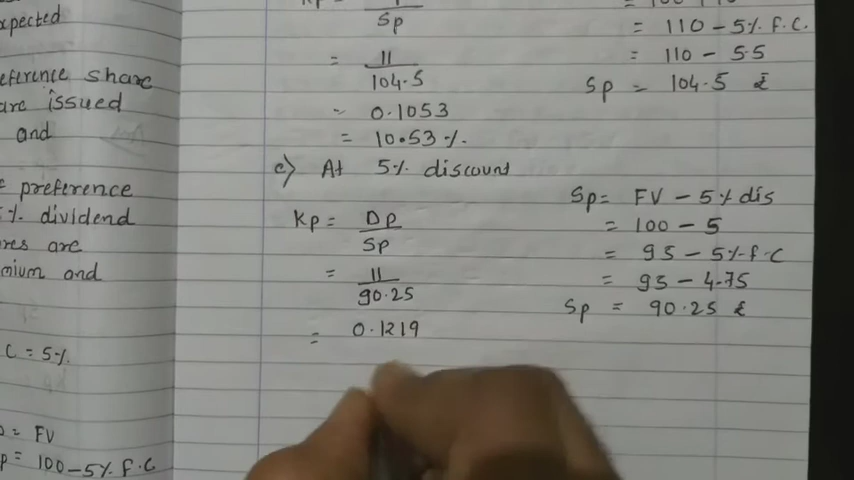 xpected
eference share
are issued
and
preference
% dividend
res are
mium and
C = 5%.
= FV
p = 100-5% f.C
Sp
= 11
104.5
= 0.1053
= 10.53 %.
c) At 5% discount
Kp = Dp
Sp
= 11
90.25
= 0.1219
= 110 - 5% f.C.
= 110 - 5.5
Sp = 104.5
Sp = FV - 5% dis
= 100 - 5
= 95 - 5% f.C
= 95 - 4.75
Sp = 90.25